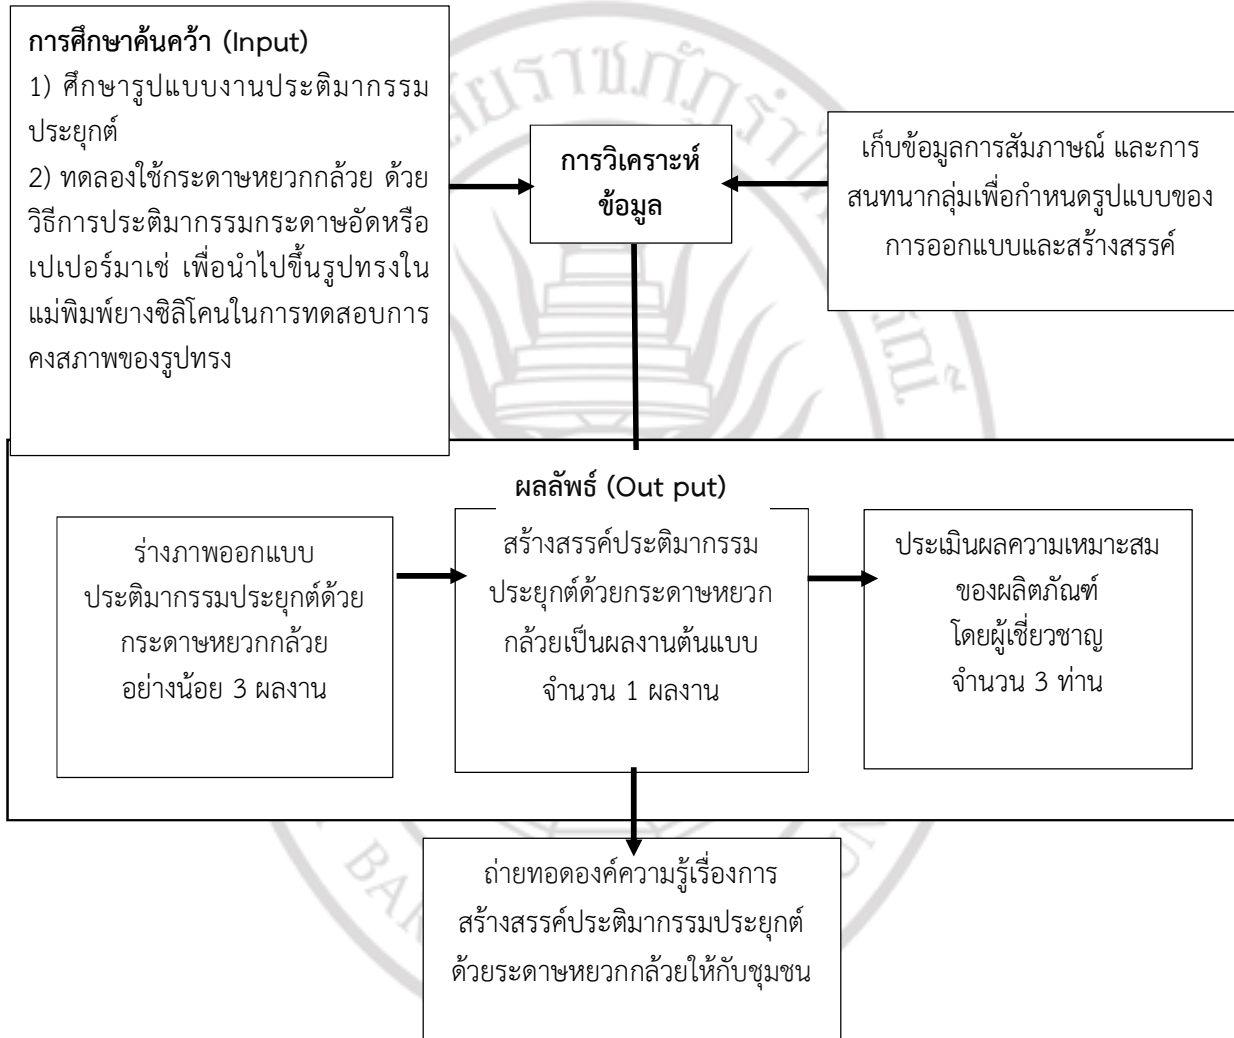 การศึกษาค้นคว้า (Input)
1) ศึกษารูปแบบงานประติมากรรม
ประยุกต์
2) ทดลองใช้กระดาษหยวกกล้วย ด้วย
วิธีการประติมากรรมกระดาษอัดหรือ
เปเปอร์มาเช่ เพื่อนำไปขึ้นรูปทรงใน
แม่พิมพ์ยางซิลิโคนในการทดสอบการ
คงสภาพของรูปทรง
การวิเคราะห์
ข้อมูล
เก็บข้อมูลการสัมภาษณ์ และการ
สนทนากลุ่มเพื่อกำหนดรูปแบบของ
การออกแบบและสร้างสรรค์
ผลลัพธ์ (Out put)
ร่างภาพออกแบบ
ประติมากรรมประยุกต์ด้วย
กระดาษหยวกกล้วย
อย่างน้อย 3 ผลงาน
สร้างสรรค์ประติมากรรม
ประยุกต์ด้วยกระดาษหยวก
กล้วยเป็นผลงานต้นแบบ
จำนวน 1 ผลงาน
ประเมินผลความเหมาะสม
ของผลิตภัณฑ์
โดยผู้เชี่ยวชาญ
จำนวน 3 ท่าน
ถ่ายทอดองค์ความรู้เรื่องการ
สร้างสรรค์ประติมากรรมประยุกต์
ด้วยระดาษหยวกกล้วยให้กับชุมชน